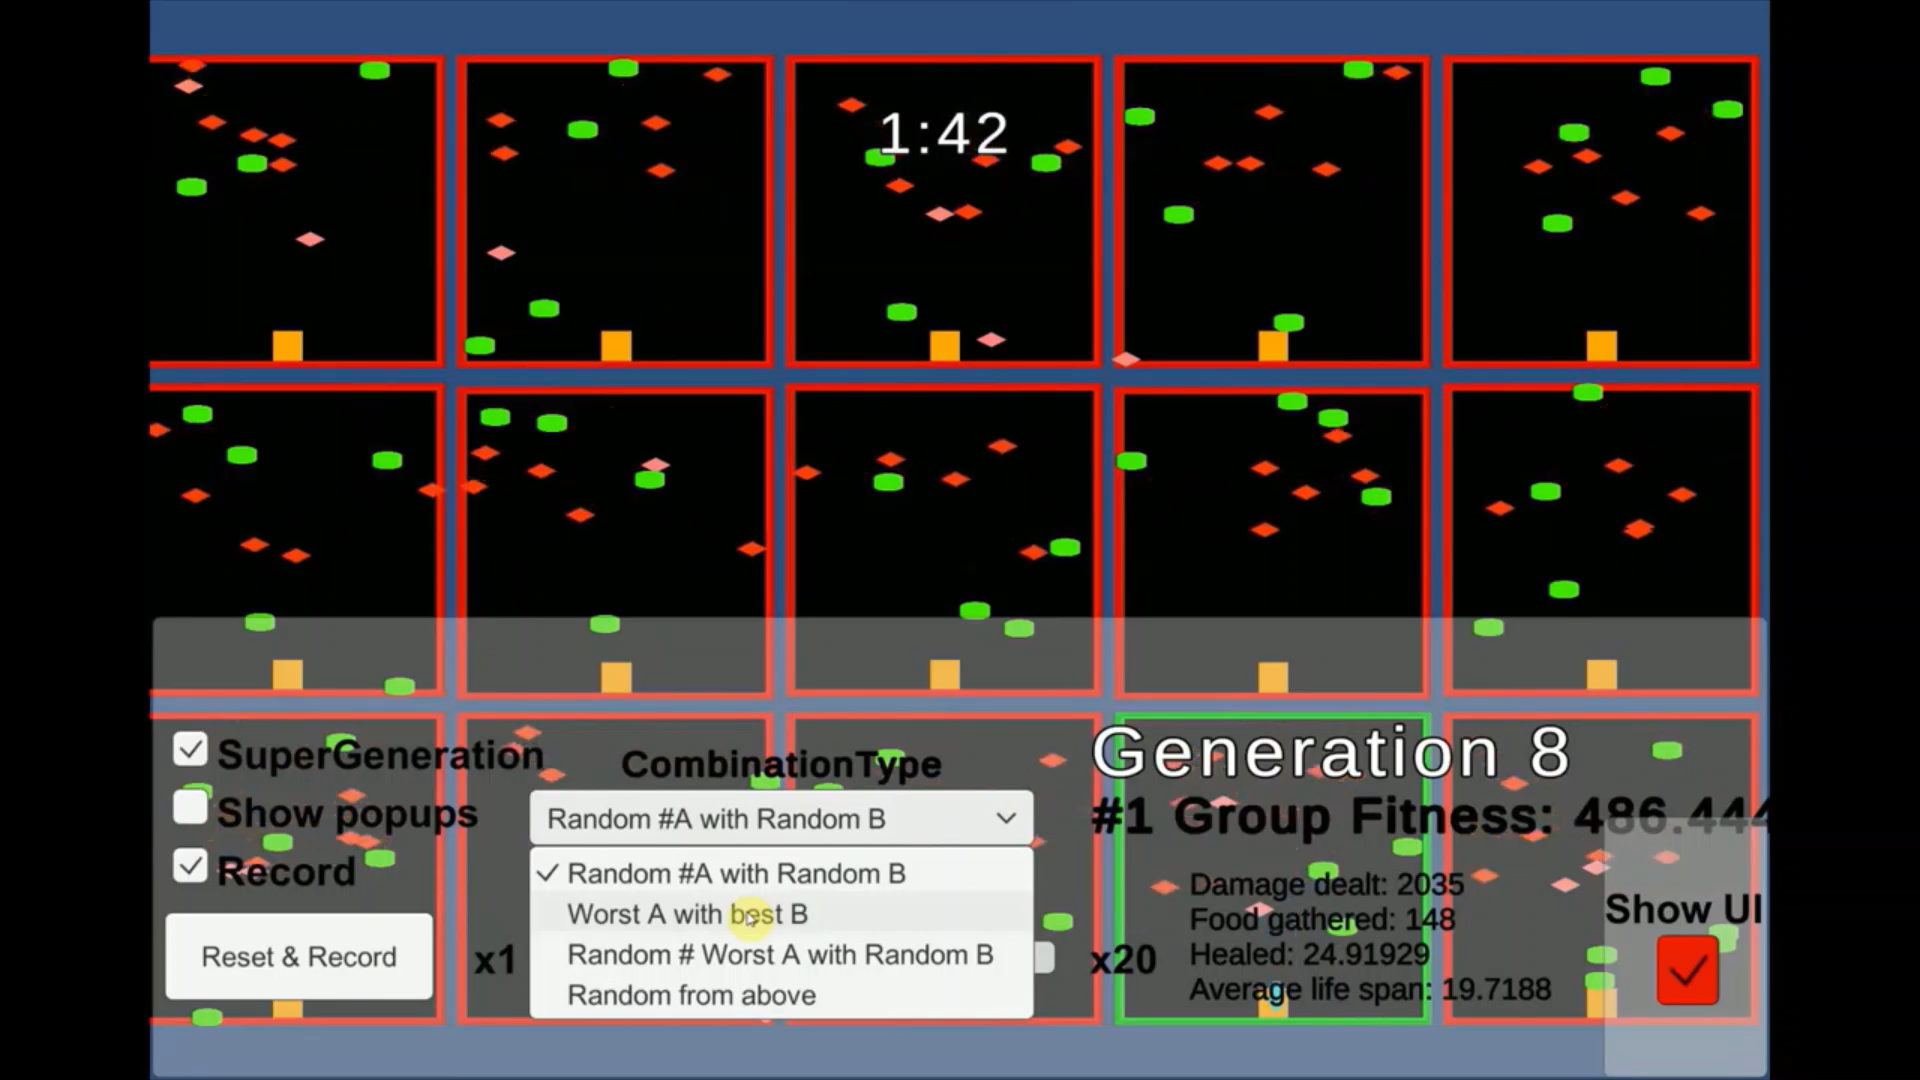 1:42
SuperGeneration
Show popups
Record
Reset & Record
CombinationType
Random #A with Random B
Random #A with Random B
Worst A with best B
Random # Worst A with Random B
Random from above
x1
x20
Generation 8
#1 Group Fitness: 486.444
Damage dealt: 2035
Food gathered: 148
Healed: 24.91929
Average life span: 19.7188
Show UI